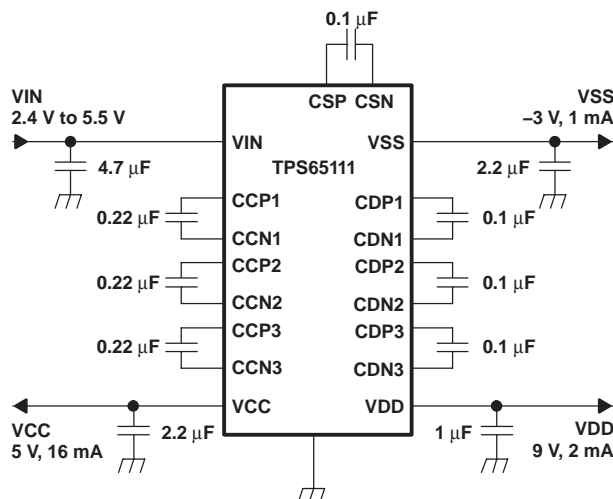 0.1 μF
CSP CSN
VIN
2.4 V to 5.5 V
VSS
–3 V, 1 mA
VIN
VSS
TPS65111
4.7 μF
2.2 μF
CCP1
CDP1
0.22 μF
0.1 μF
CCN1
CDN1
CCP2
CDP2
0.22 μF
0.1 μF
CCN2
CDN2
CCP3
CDP3
0.22 μF
0.1 μF
CCN3
CDN3
VCC
VDD
VCC
5 V, 16 mA
2.2 μF
1 μF
VDD
9 V, 2 mA